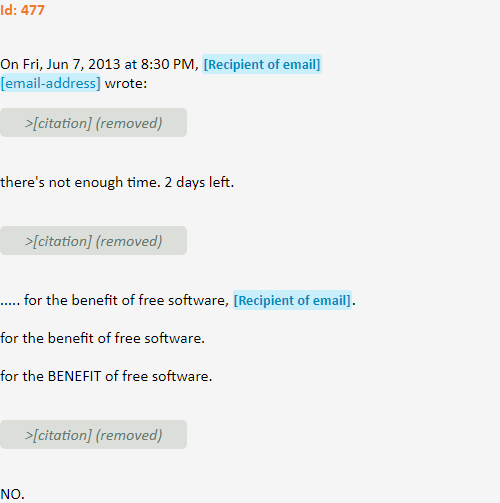 Id: 477
On Fri, Jun 7, 2013 at 8:30 PM, [Recipient of email]
[email-address] wrote:
>[citation] (removed)
there's not enough time. 2 days left.
>[citation] (removed)
..... for the benefit of free software, [Recipient of email].
for the benefit of free software.
for the BENEFIT of free software.
>[citation] (removed)
NO.